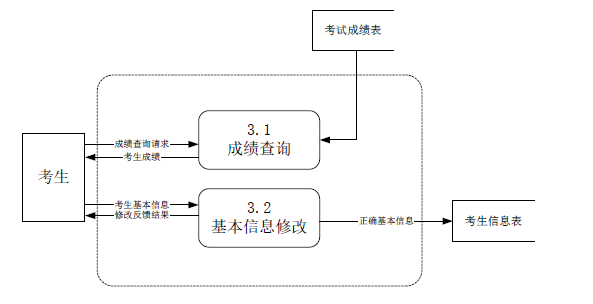 考试成绩表
3.1
成绩查询
成绩查询请求
考生成绩
考生
考生基本信息
修改反馈结果
3.2
基本信息修改
正确基本信息
考生信息表